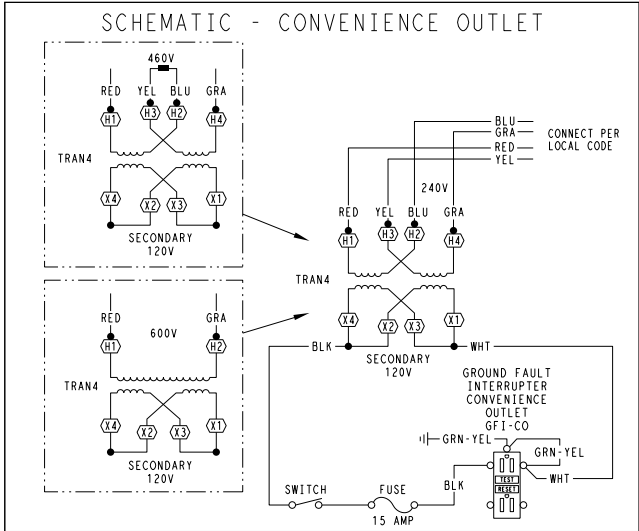 SCHEMATIC - CONVENIENCE OUTLET
460V
RED YEL BLU GRA
H1 H3 H2 H4
TRAN4
X4 X2 X3 X1
SECONDARY
120V
RED GRA
600V
H1 H2
TRAN4
X4 X2 X3 X1
SECONDARY
120V
BLU
GRA
RED
YEL
CONNECT PER
LOCAL CODE
240V
RED YEL BLU GRA
H1 H3 H2 H4
TRAN4
X4 X2 X3 X1
BLK WHT
SECONDARY
120V
GROUND FAULT
INTERRUPTER
CONVENIENCE
OUTLET
GFI-CO
GRN-YEL
GRN-YEL
WHT
TEST
RESET
BLK
SWITCH FUSE
15 AMP